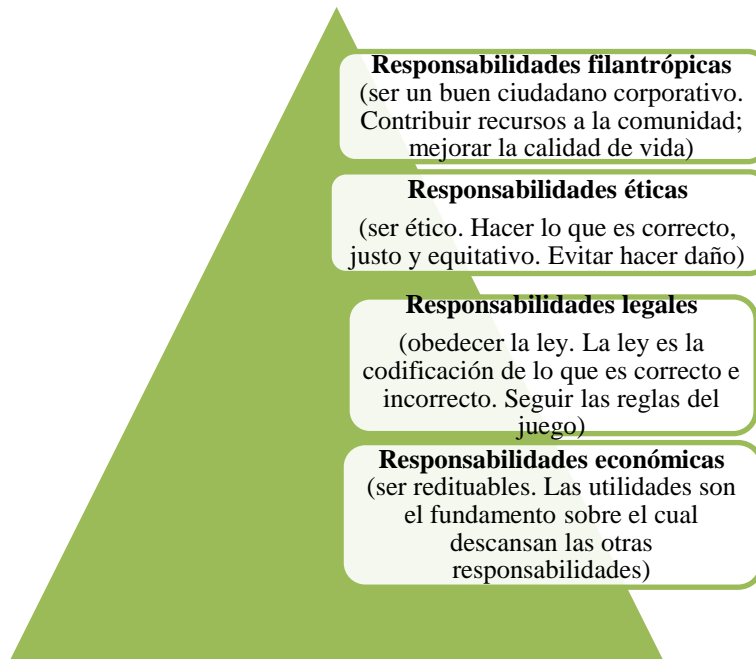 Responsabilidades filantrópicas
(ser un buen ciudadano corporativo.
Contribuir recursos a la comunidad;
mejorar la calidad de vida)
Responsabilidades éticas
(ser ético. Hacer lo que es correcto,
justo y equitativo. Evitar hacer daño)
Responsabilidades legales
(obedecer la ley. La ley es la
codificación de lo que es correcto e
incorrecto. Seguir las reglas del
juego)
Responsabilidades económicas
(ser redituables. Las utilidades son
el fundamento sobre el cual
descansan las otras
responsabilidades)